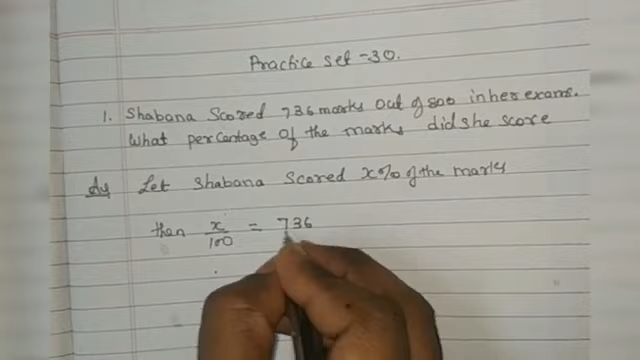 Practice set -30.
1. Shabana Scored 736 marks out of 800 in her exams.
What percentage of the marks did she score
Ans Let Shabana Scored x% of the marks
then x/100 = 736